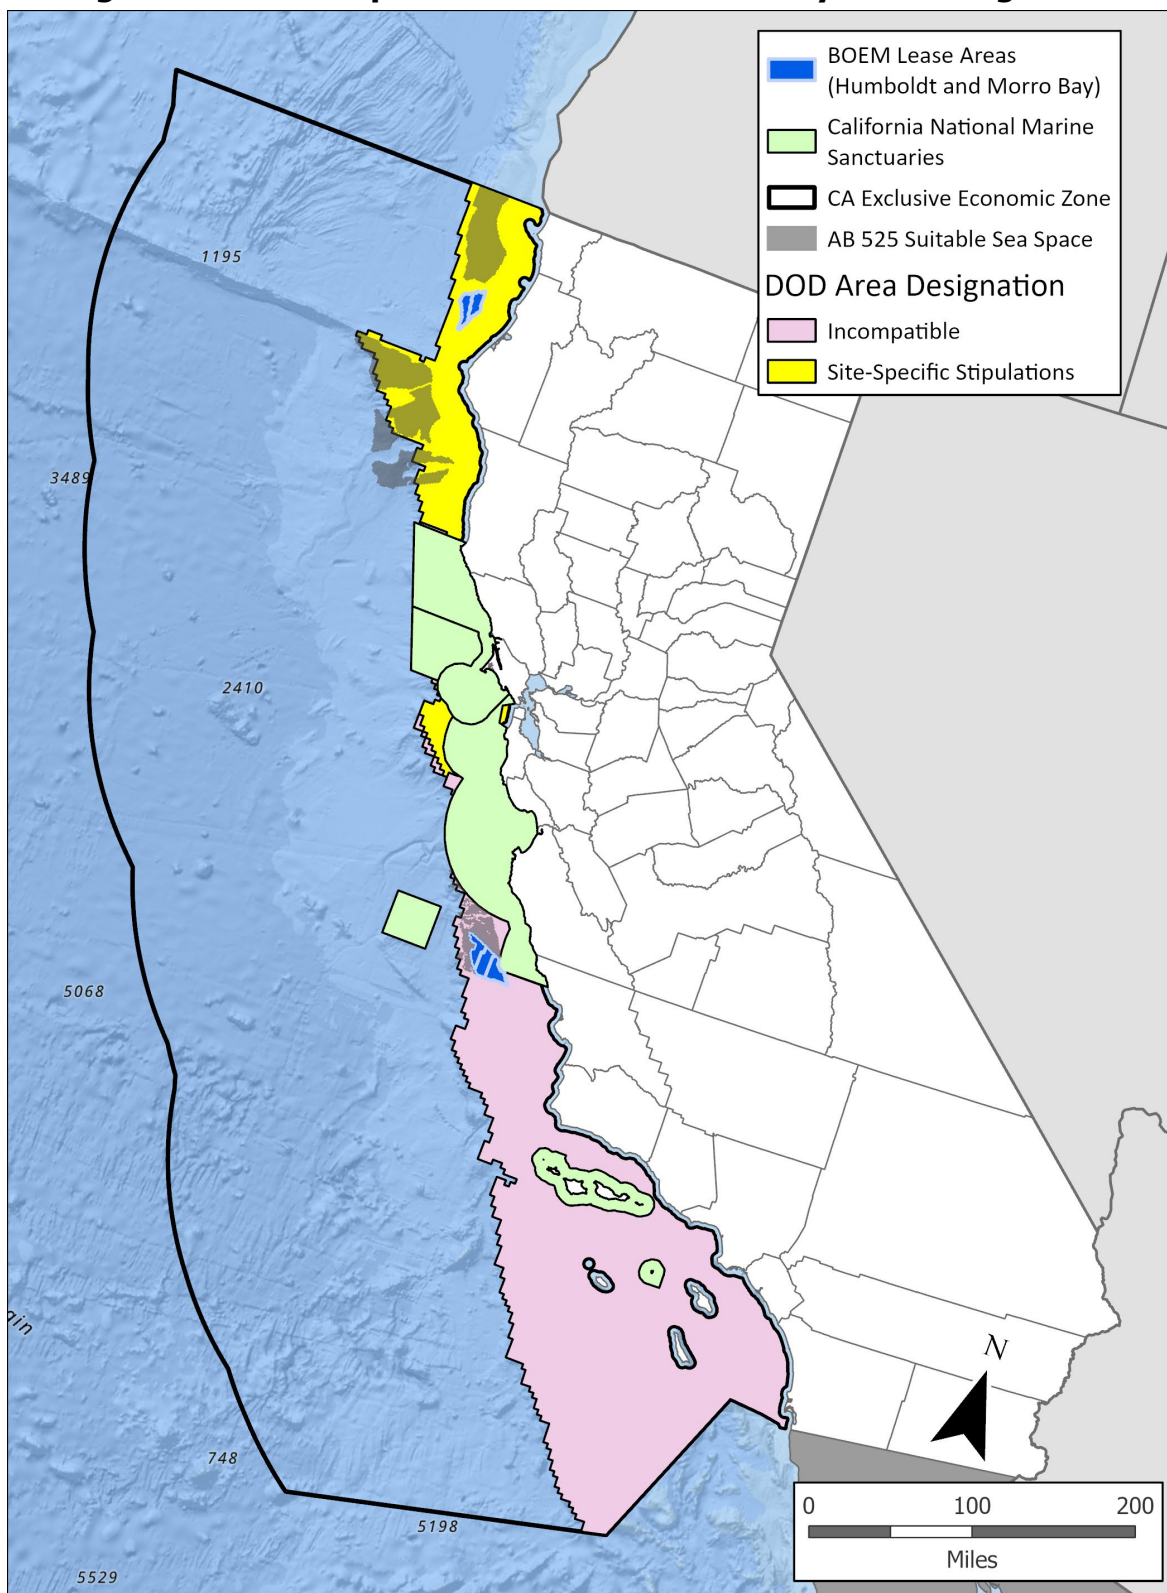 BOEM Lease Areas
(Humboldt and Morro Bay)
California National Marine
Sanctuaries
CA Exclusive Economic Zone
AB 525 Suitable Sea Space
DOD Area Designation
Incompatible
Site-Specific Stipulations
1195
3489
2410
5068
748
5198
5529
N
0 100 200
Miles